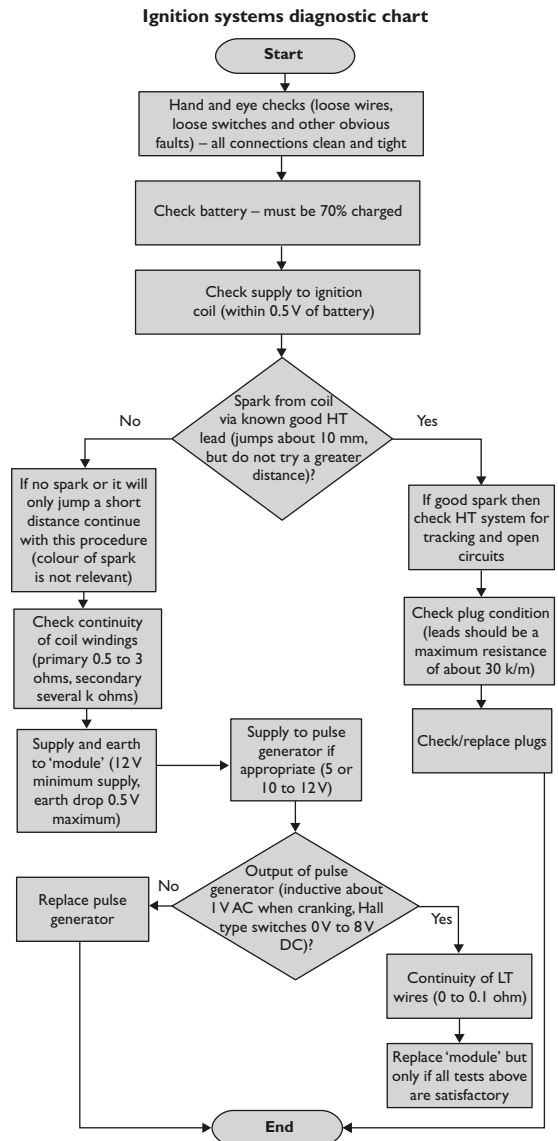 Ignition systems diagnostic chart
Start
Hand and eye checks (loose wires,
loose switches and other obvious
faults) – all connections clean and tight
Check battery – must be 70% charged
Check supply to ignition
coil (within 0.5 V of battery)
Spark from coil
via known good HT
lead (jumps about 10 mm,
but do not try a greater
distance)?
No
Yes
If no spark or it will
only jump a short
distance continue
with this procedure
(colour of spark
is not relevant)
If good spark then
check HT system for
tracking and open
circuits
Check continuity
of coil windings
(primary 0.5 to 3
ohms, secondary
several k ohms)
Check plug condition
(leads should be a
maximum resistance
of about 30 k/m)
Supply and earth
to ‘module’ (12 V
minimum supply,
earth drop 0.5 V
maximum)
Supply to pulse
generator if
appropriate (5 or
10 to 12 V)
Check/replace plugs
Output of pulse
generator (inductive about
1 V AC when cranking, Hall
type switches 0 V to 8 V
DC)?
No
Yes
Replace pulse
generator
Continuity of LT
wires (0 to 0.1 ohm)
Replace ‘module’ but
only if all tests above
are satisfactory
End